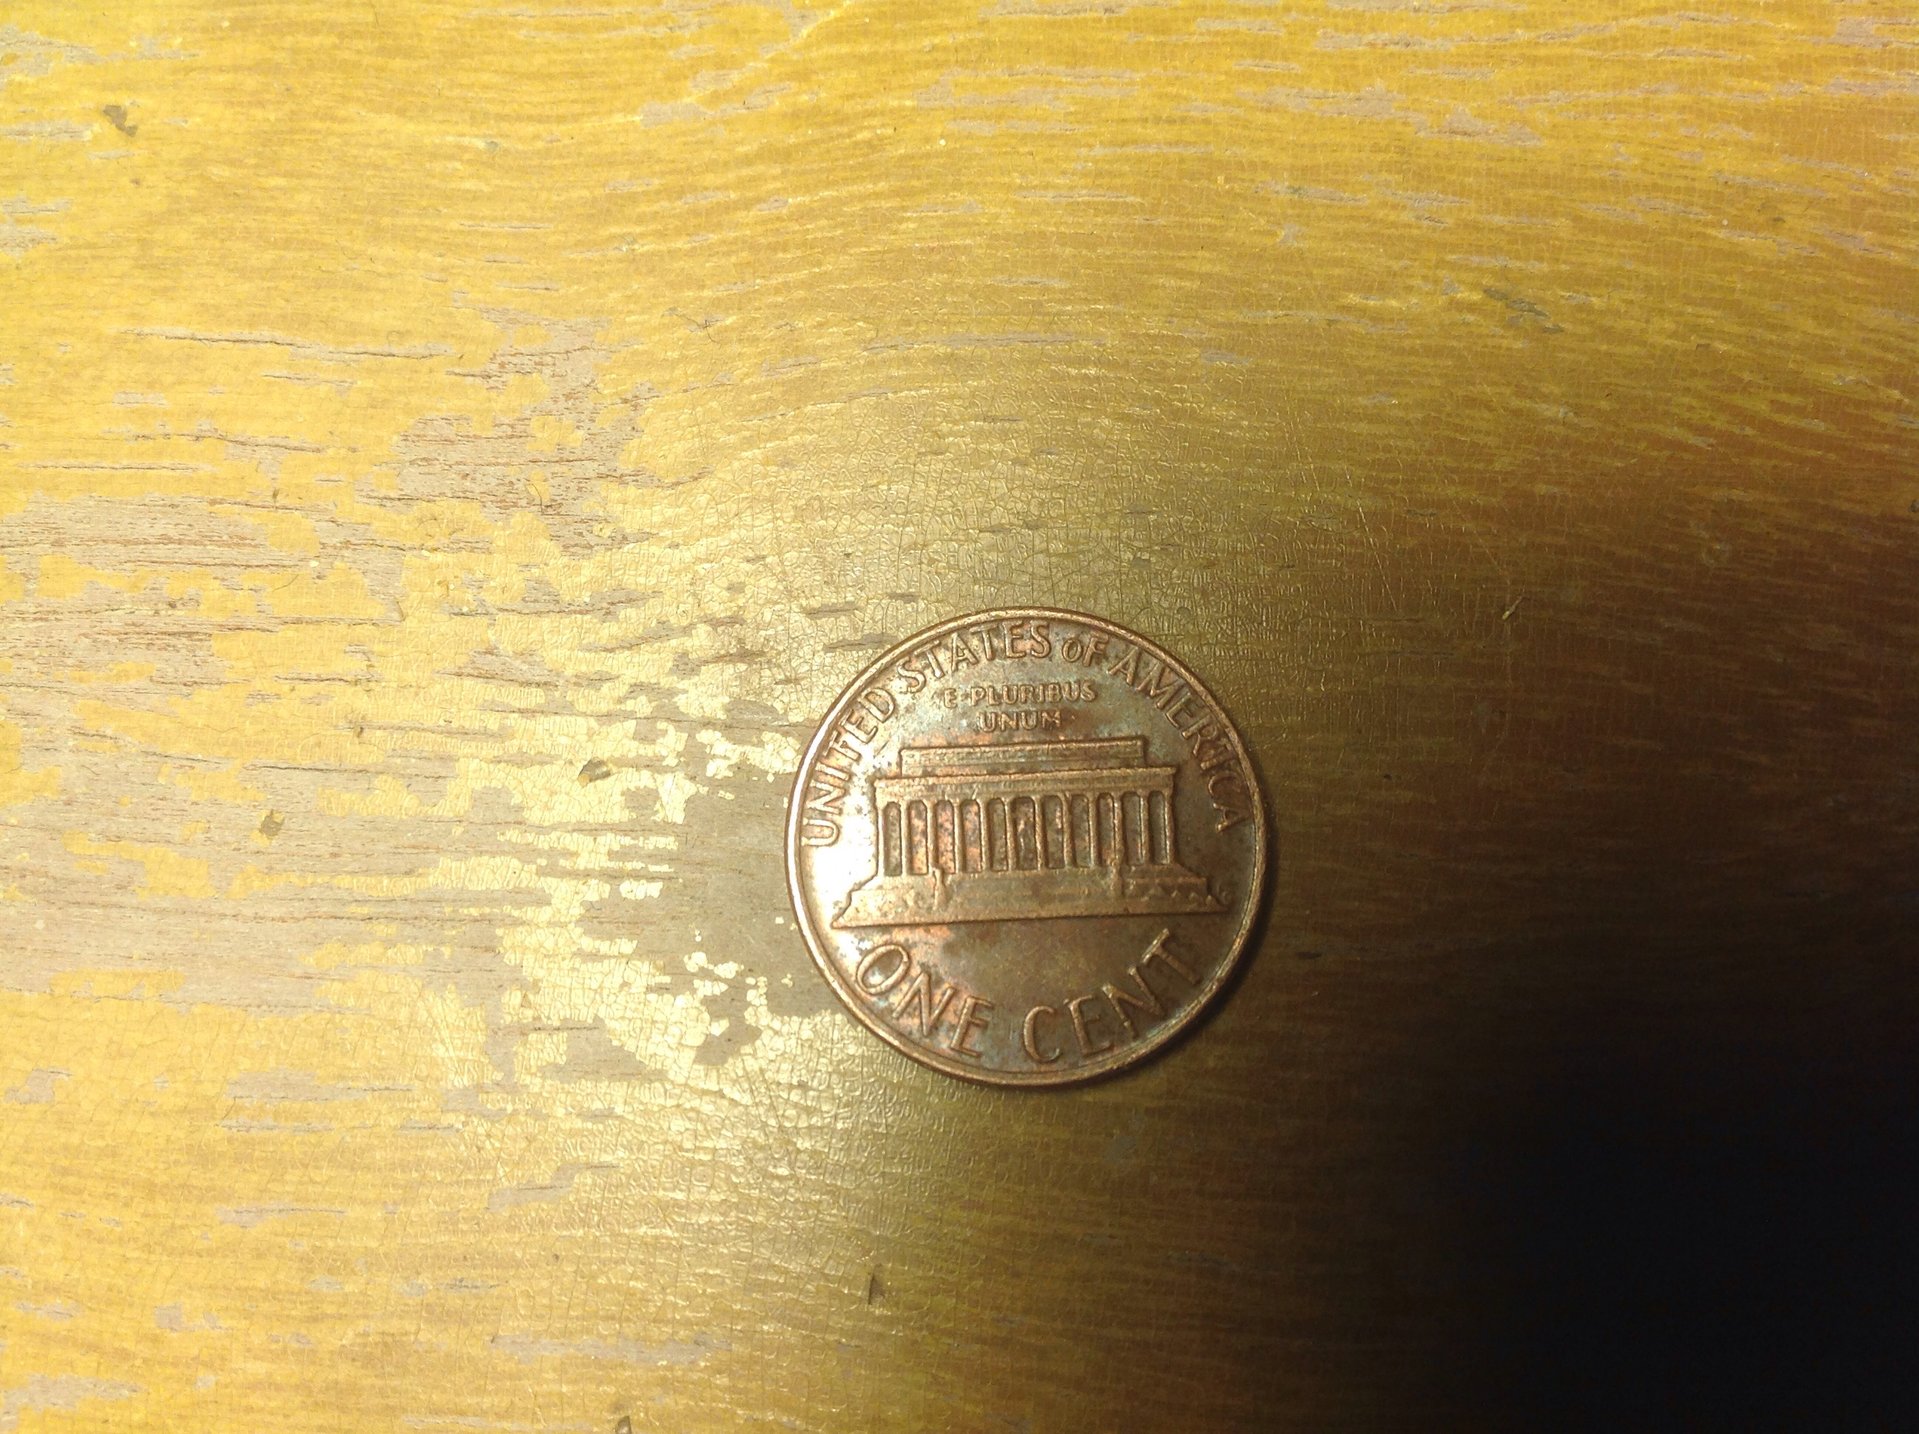 UNITED STATES OF AMERICA
E·PLURIBUS
UNUM
ONE CENT